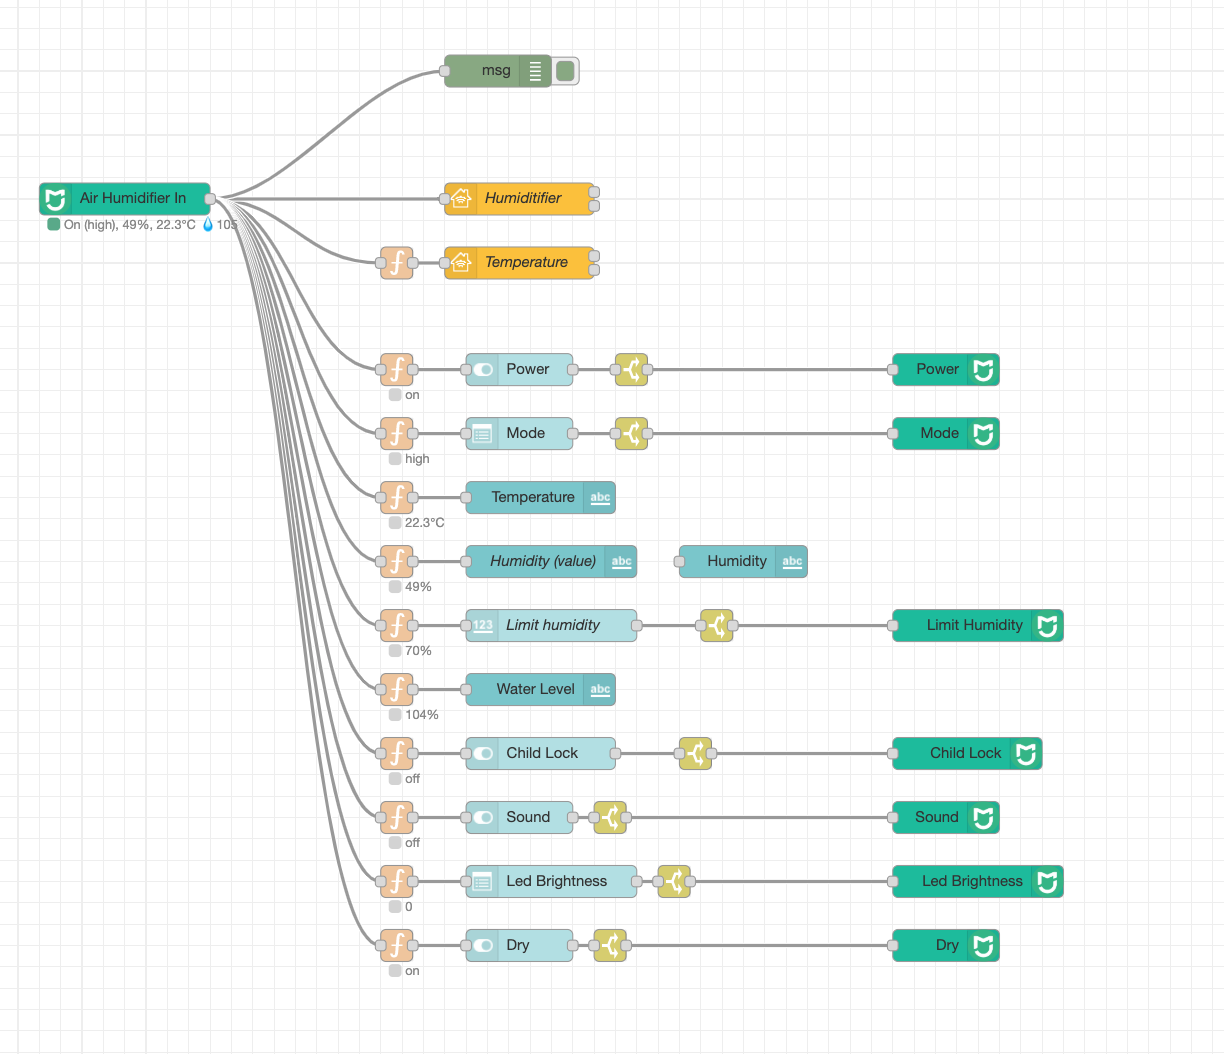 msg
Air Humidifier In
On (high), 49%, 22.3°C 💧105
Humiditifier
Temperature
Power
Power
on
Mode
Mode
high
Temperature abc
22.3°C
Humidity (value) abc
Humidity abc
49%
123 Limit humidity
Limit Humidity
70%
Water Level abc
104%
Child Lock
Child Lock
off
Sound
Sound
off
Led Brightness
Led Brightness
0
Dry
Dry
on